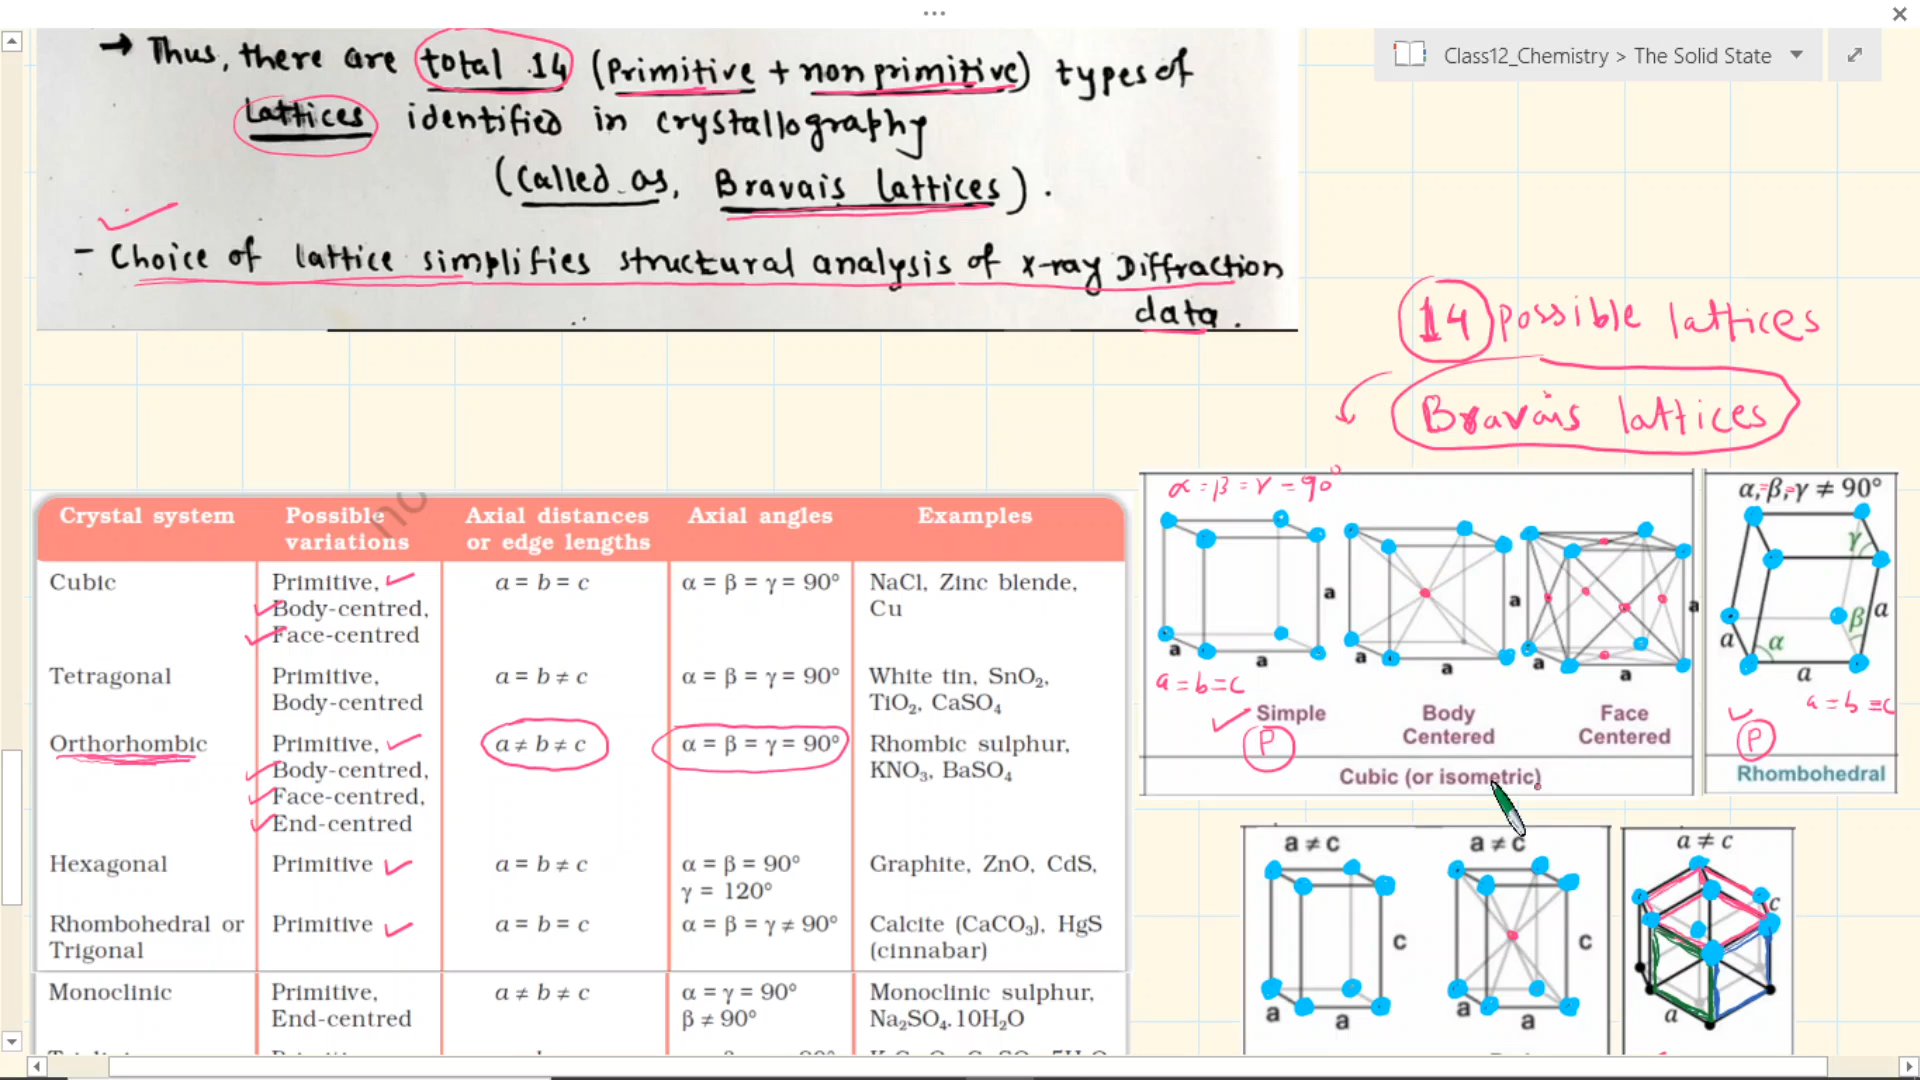 → Thus, there are total 14 (Primitive + non primitive) types of
lattices identified in crystallography
(called as, Bravais lattices).
- Choice of lattice simplifies structural analysis of x-ray Diffraction
data.
Class12_Chemistry > The Solid State
14 possible lattices
Bravais lattices
no
Crystal system Possible variations Axial distances or edge lengths Axial angles Examples
Cubic Primitive, a = b = c α = β = γ = 90° NaCl, Zinc blende,
Body-centred, Cu
Face-centred
Tetragonal Primitive, a = b ≠ c α = β = γ = 90° White tin, SnO₂,
Body-centred TiO₂, CaSO₄
Orthorhombic Primitive, a ≠ b ≠ c α = β = γ = 90° Rhombic sulphur,
Body-centred, KNO₃, BaSO₄
Face-centred,
End-centred
Hexagonal Primitive a = b ≠ c α = β = 90° Graphite, ZnO, CdS,
γ = 120°
Rhombohedral or Primitive a = b = c α = β = γ ≠ 90° Calcite (CaCO₃), HgS
Trigonal (cinnabar)
Monoclinic Primitive, a ≠ b ≠ c α = γ = 90° Monoclinic sulphur,
End-centred β ≠ 90° Na₂SO₄.10H₂O
α = β = γ = 90°
a a a
a a a
a a a
a = b = c
Simple Body Centered Face Centered
P
Cubic (or isometric)
α, β, γ ≠ 90°
γ
β a
a α
a
a = b = c
P
Rhombohedral
a ≠ c a ≠ c a ≠ c
c c c
a a a a a